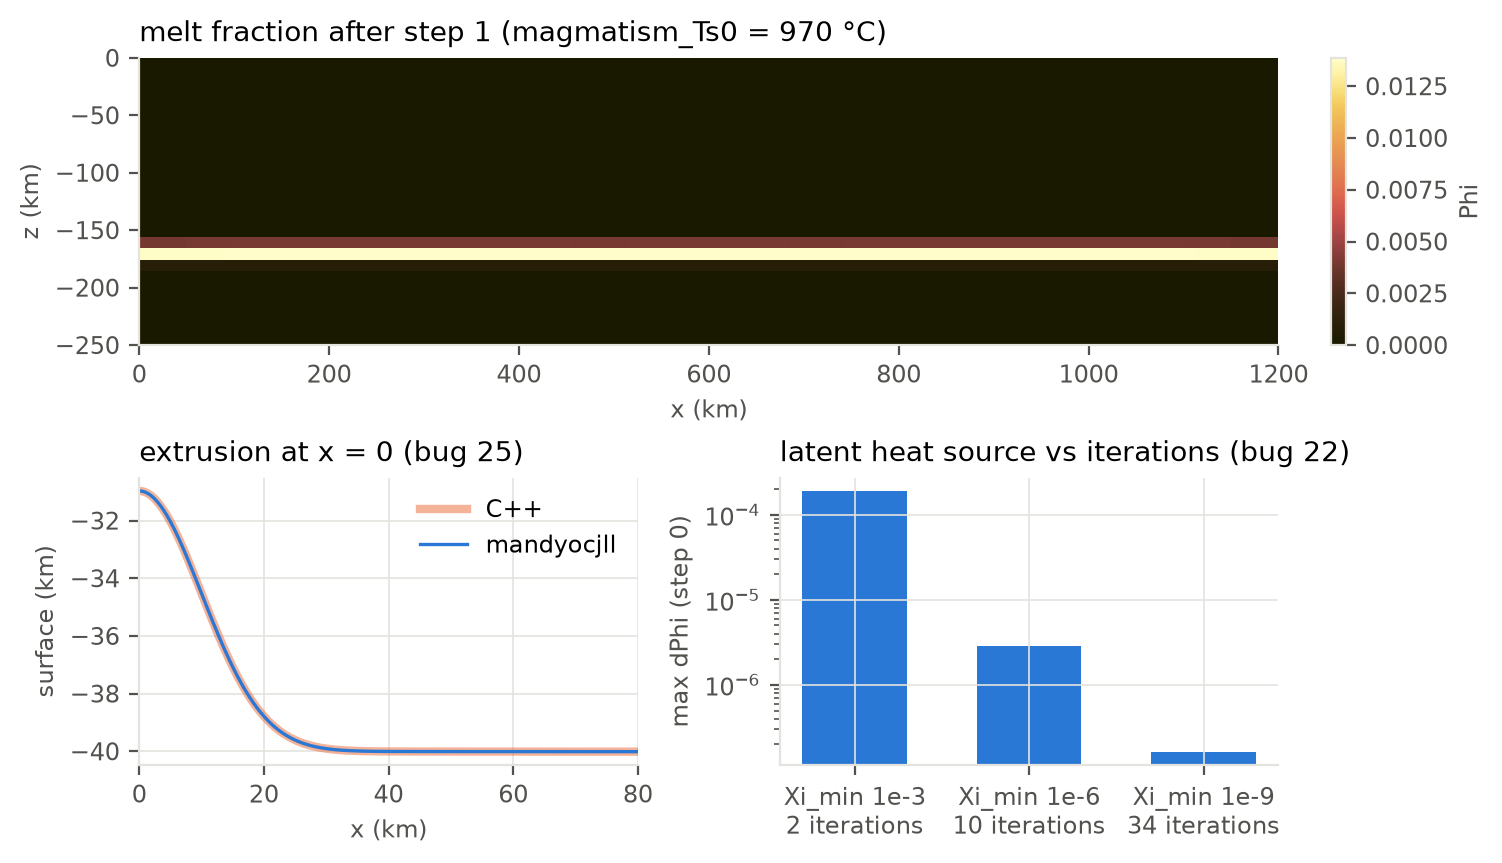 melt fraction after step 1 (magmatism_Ts0 = 970 °C)
0
−50
−100
−150
−200
−250
z (km)
0
200
400
600
800
1000
1200
x (km)
0.0125
0.0100
0.0075
0.0050
0.0025
0.0000
Phi
extrusion at x = 0 (bug 25)
−32
−34
−36
−38
−40
surface (km)
C++
mandyocjll
0
20
40
60
80
x (km)
latent heat source vs iterations (bug 22)
10⁻⁴
10⁻⁵
10⁻⁶
max dPhi (step 0)
Xi_min 1e-3
2 iterations
Xi_min 1e-6
10 iterations
Xi_min 1e-9
34 iterations